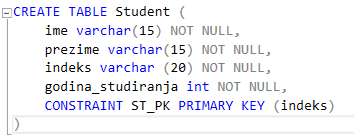 CREATE TABLE Student (
ime varchar(15) NOT NULL,
prezime varchar(15) NOT NULL,
indeks varchar (20) NOT NULL,
godina_studiranja int NOT NULL,
CONSTRAINT ST_PK PRIMARY KEY (indeks)
)